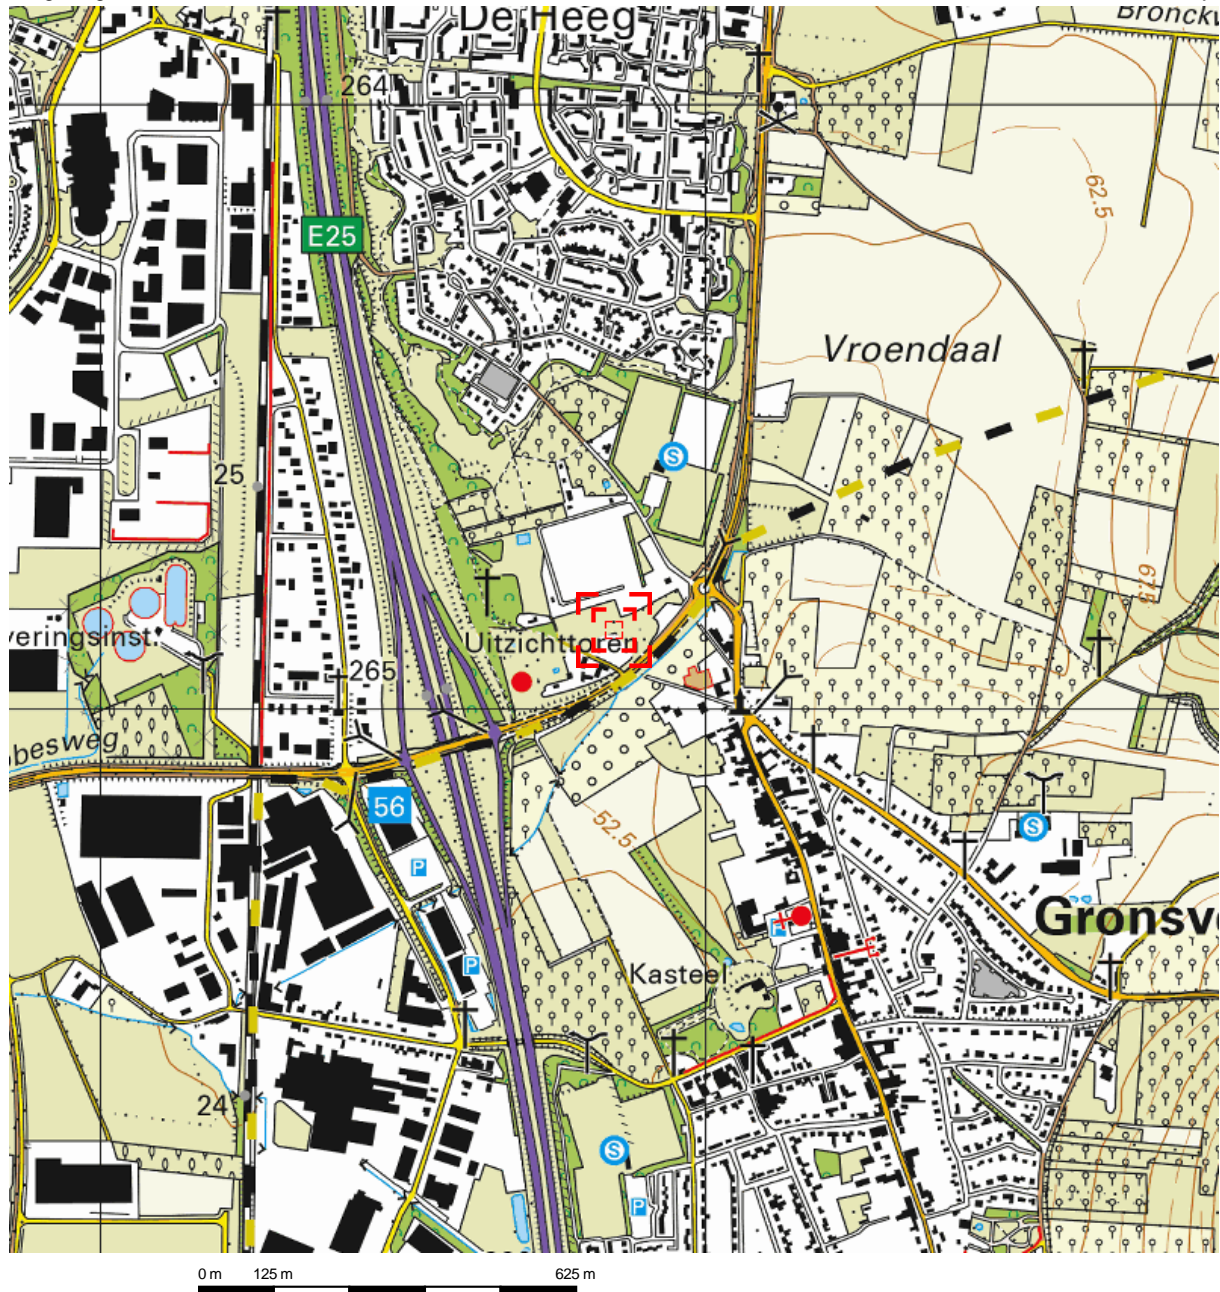 De Heeg
Bronckv
264
62.5
E25
Vroendaal
S
25
67.5
veringsinst.
Uitzichttoren
265
besweg
56
52.5
S
P
Gronsv
P
Kasteel
24
S
P
0 m 125 m 625 m